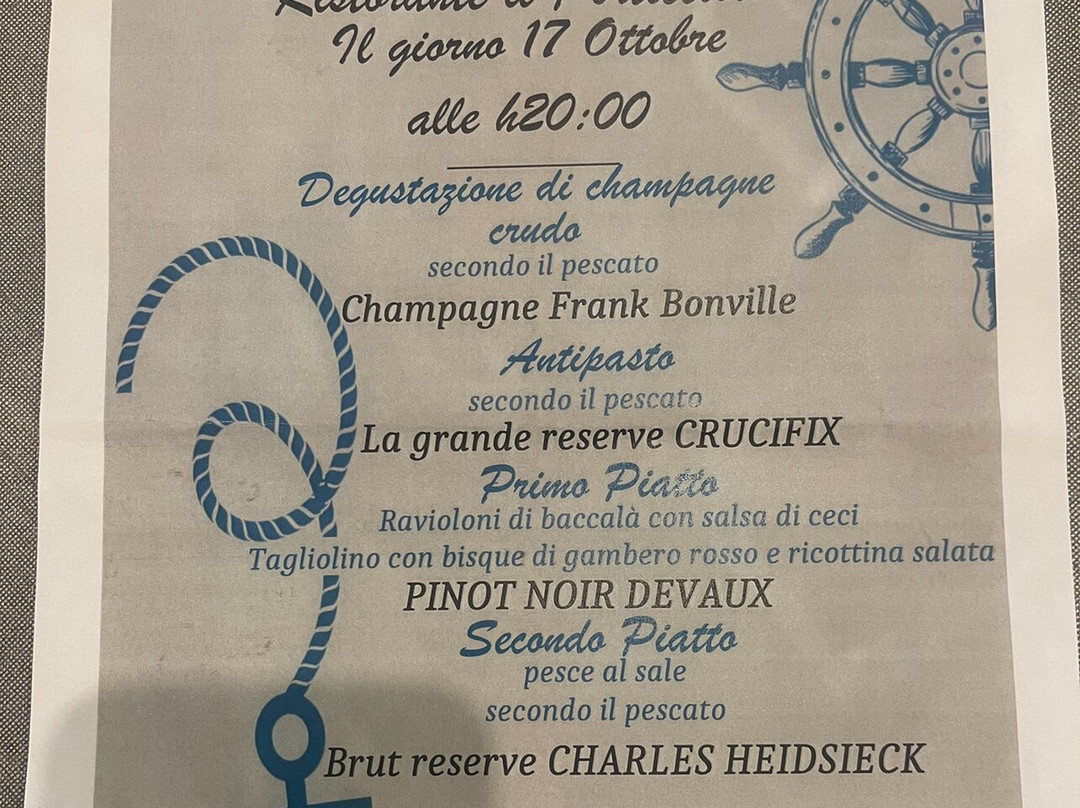 Ristorante
Il giorno 17 Ottobre
alle h20:00
Degustazione di champagne
crudo
secondo il pescato
Champagne Frank Bonville
Antipasto
secondo il pescato
La grande reserve CRUCIFIX
Primo Piatto
Ravioloni di baccalà con salsa di ceci
Tagliolino con bisque di gambero rosso e ricottina salata
PINOT NOIR DEVAUX
Secondo Piatto
pesce al sale
secondo il pescato
Brut reserve CHARLES HEIDSIECK